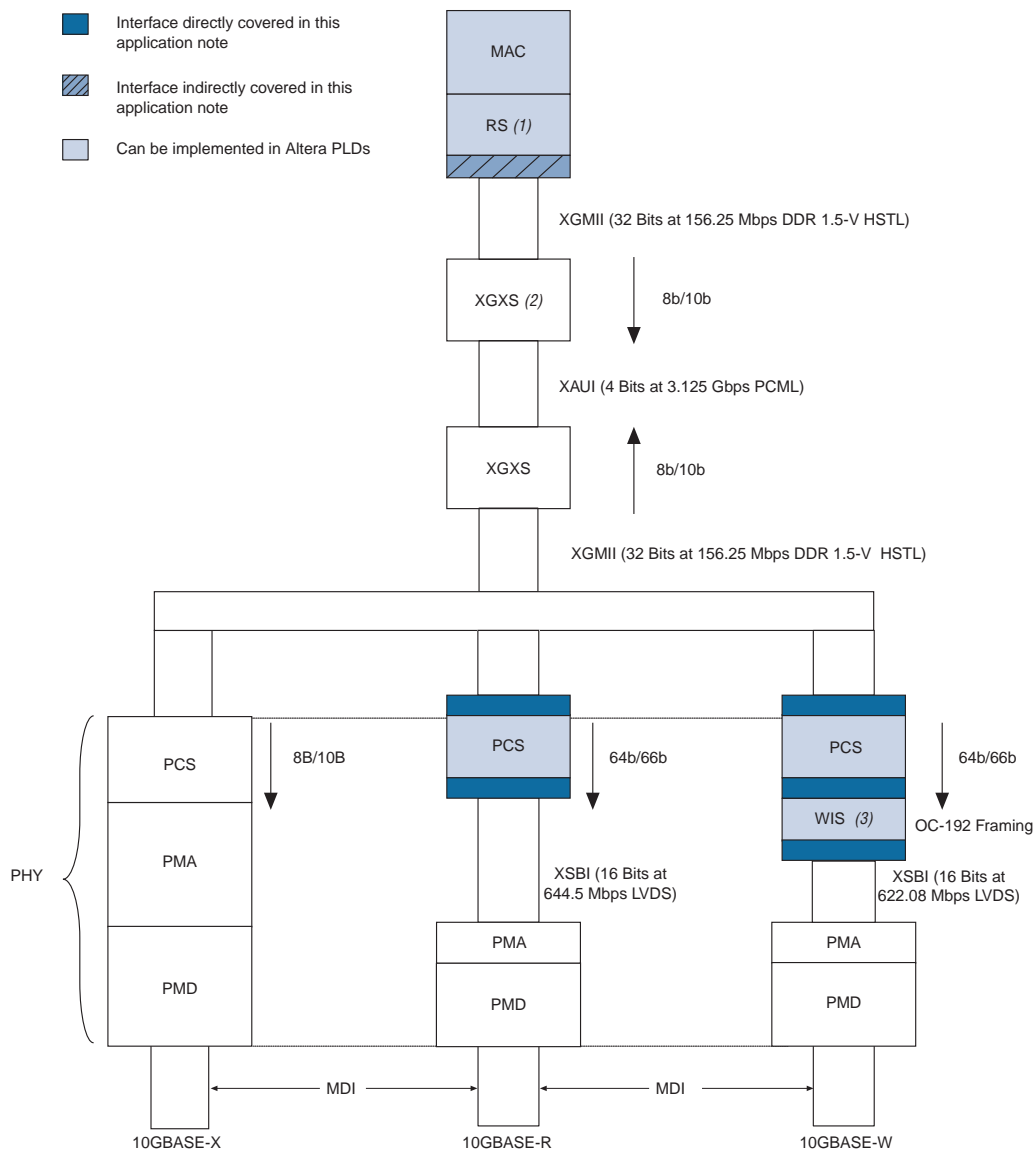 Interface directly covered in this
application note
Interface indirectly covered in this
application note
Can be implemented in Altera PLDs
MAC
RS (1)
XGMII (32 Bits at 156.25 Mbps DDR 1.5-V HSTL)
XGXS (2)
8b/10b
XAUI (4 Bits at 3.125 Gbps PCML)
XGXS
8b/10b
XGMII (32 Bits at 156.25 Mbps DDR 1.5-V HSTL)
PHY
PCS
8B/10B
PMA
PMD
PCS
64b/66b
XSBI (16 Bits at
644.5 Mbps LVDS)
PMA
PMD
PCS
64b/66b
WIS (3)
OC-192 Framing
XSBI (16 Bits at
622.08 Mbps LVDS)
PMA
PMD
MDI
MDI
10GBASE-X
10GBASE-R
10GBASE-W